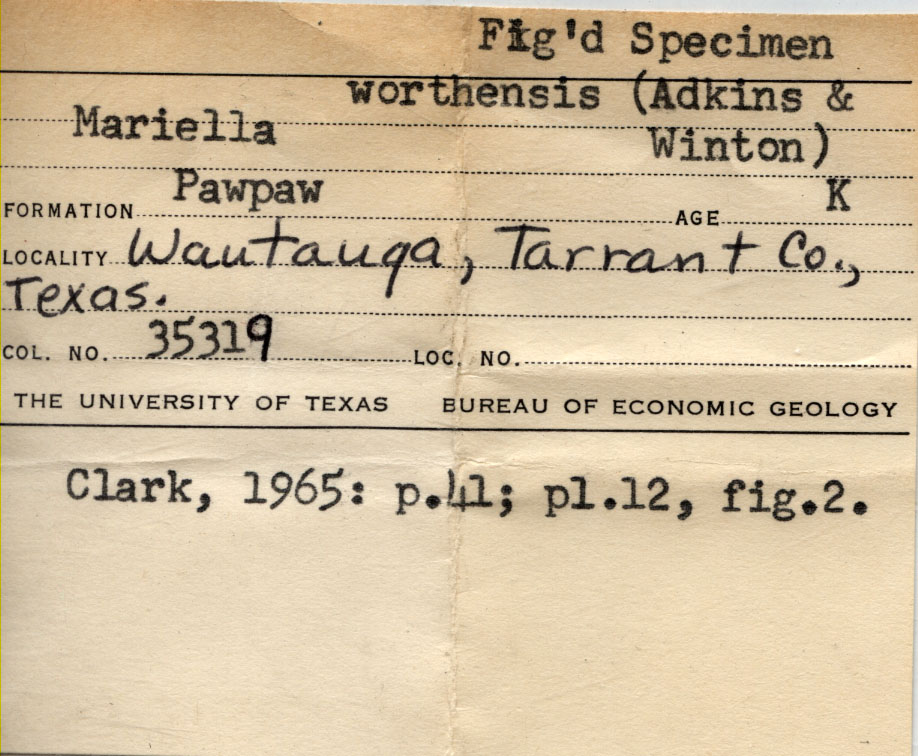 Fig'd Specimen
worthensis (Adkins &
Mariella
Winton)
Pawpaw
FORMATION AGE K
LOCALITY Wautauga, Tarrant Co.,
Texas.
COL. NO. 35319 LOC. NO.
THE UNIVERSITY OF TEXAS BUREAU OF ECONOMIC GEOLOGY
Clark, 1965: p.41; pl.12, fig.2.